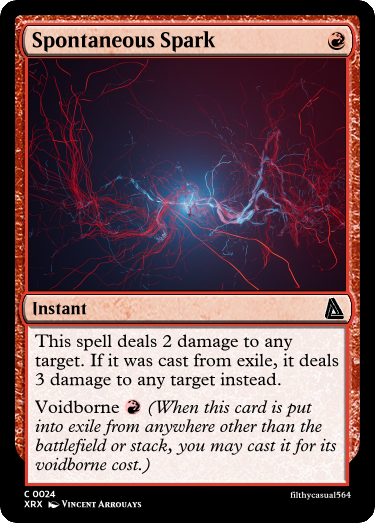 Spontaneous Spark
Instant
This spell deals 2 damage to any
target. If it was cast from exile, it deals
3 damage to any target instead.
Voidborne (When this card is put
into exile from anywhere other than the
battlefield or stack, you may cast it for its
voidborne cost.)
C 0024
filthycasual564
XRX Vincent Arrouays